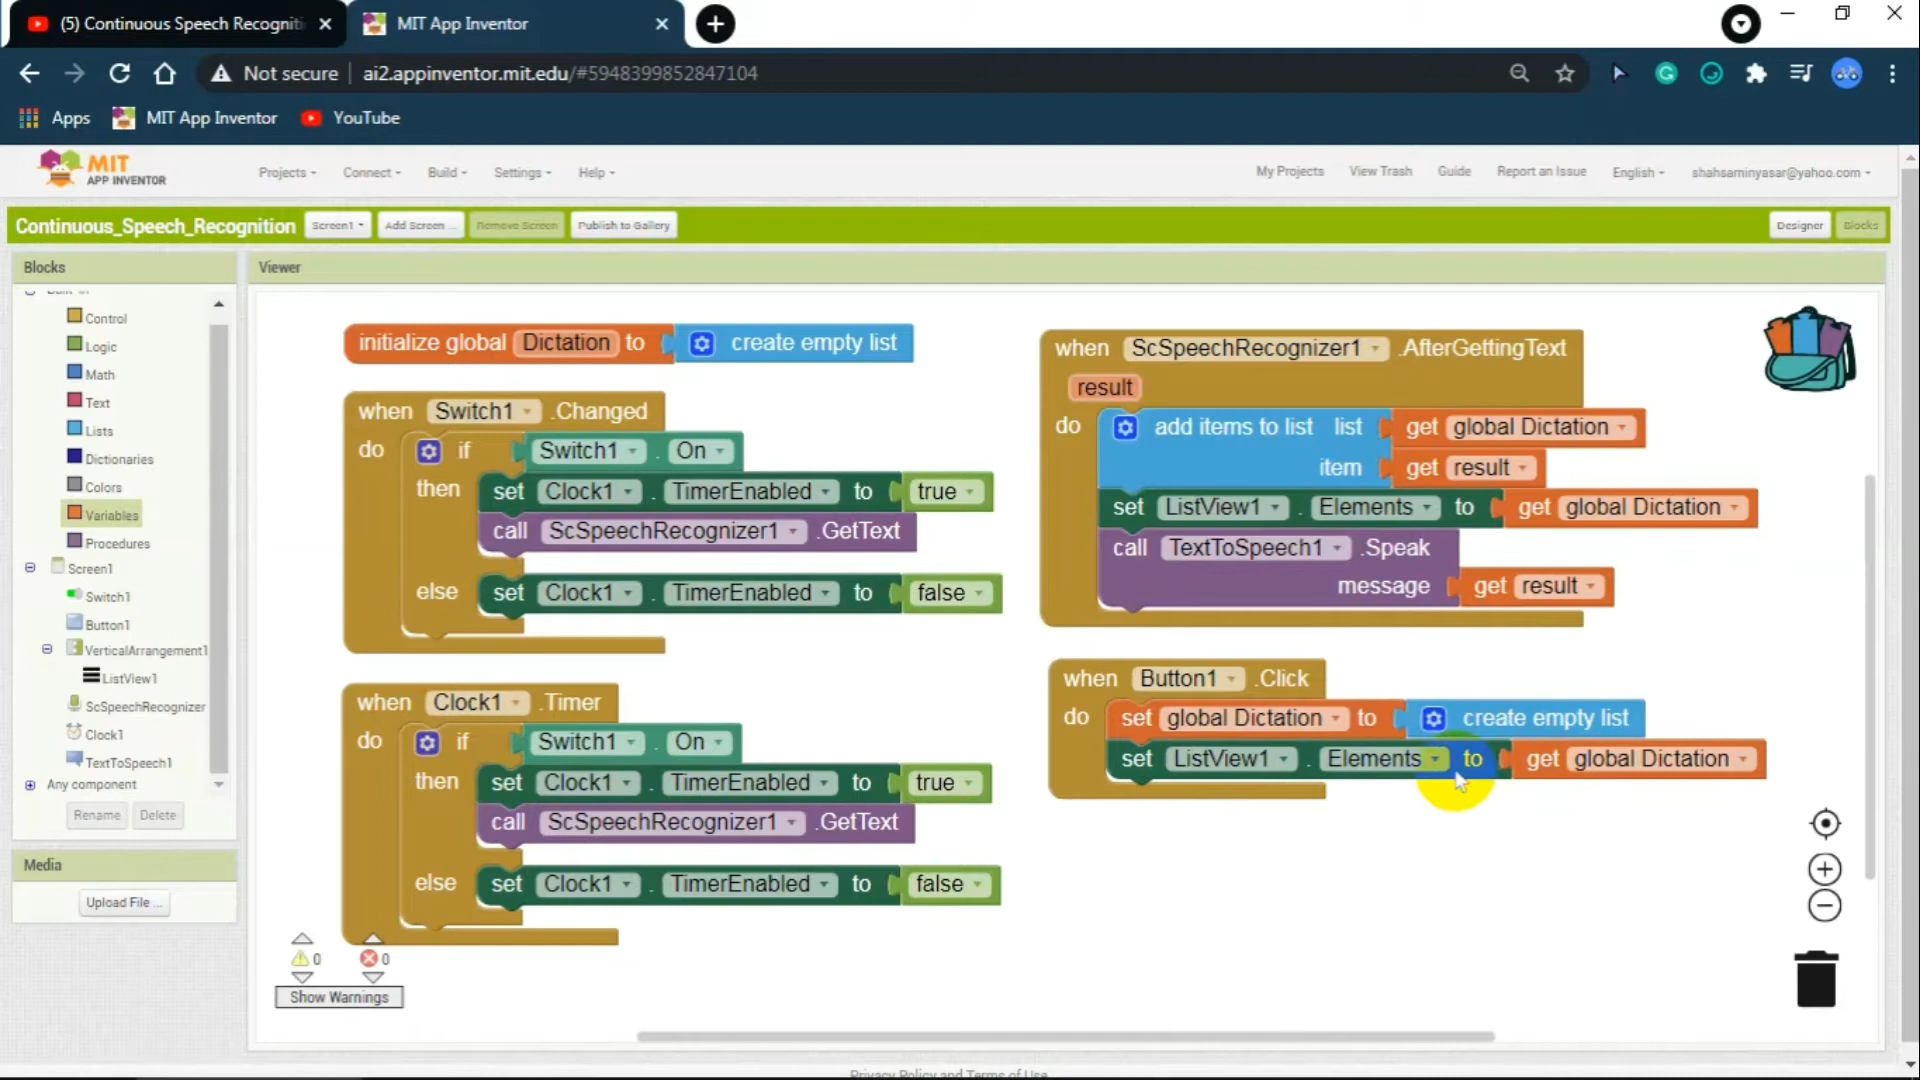 (5) Continuous Speech Recogniti
MIT App Inventor
Not secure
ai2.appinventor.mit.edu/#5948399852847104
Apps
MIT App Inventor
YouTube
MIT
APP INVENTOR
Projects
Connect
Build
Settings
Help
My Projects
View Trash
Guide
Report an Issue
English
shahsaminyasar@yahoo.com
Continuous_Speech_Recognition
Screen1
Add Screen ...
Remove Screen
Publish to Gallery
Designer
Blocks
Blocks
Viewer
Control
Logic
Math
Text
Lists
Dictionaries
Colors
Variables
Procedures
Screen1
Switch1
Button1
VerticalArrangement1
ListView1
ScSpeechRecognizer
Clock1
TextToSpeech1
Any component
Rename
Delete
Media
Upload File ...
initialize global Dictation to create empty list
when Switch1 .Changed
do if Switch1 . On
then set Clock1 . TimerEnabled to true
call ScSpeechRecognizer1 .GetText
else set Clock1 . TimerEnabled to false
when Clock1 .Timer
do if Switch1 . On
then set Clock1 . TimerEnabled to true
call ScSpeechRecognizer1 .GetText
else set Clock1 . TimerEnabled to false
when ScSpeechRecognizer1 .AfterGettingText
result
do add items to list list get global Dictation
item get result
set ListView1 . Elements to get global Dictation
call TextToSpeech1 .Speak
message get result
when Button1 .Click
do set global Dictation to create empty list
set ListView1 . Elements to get global Dictation
0
0
Show Warnings
Privacy Policy and Terms of Use